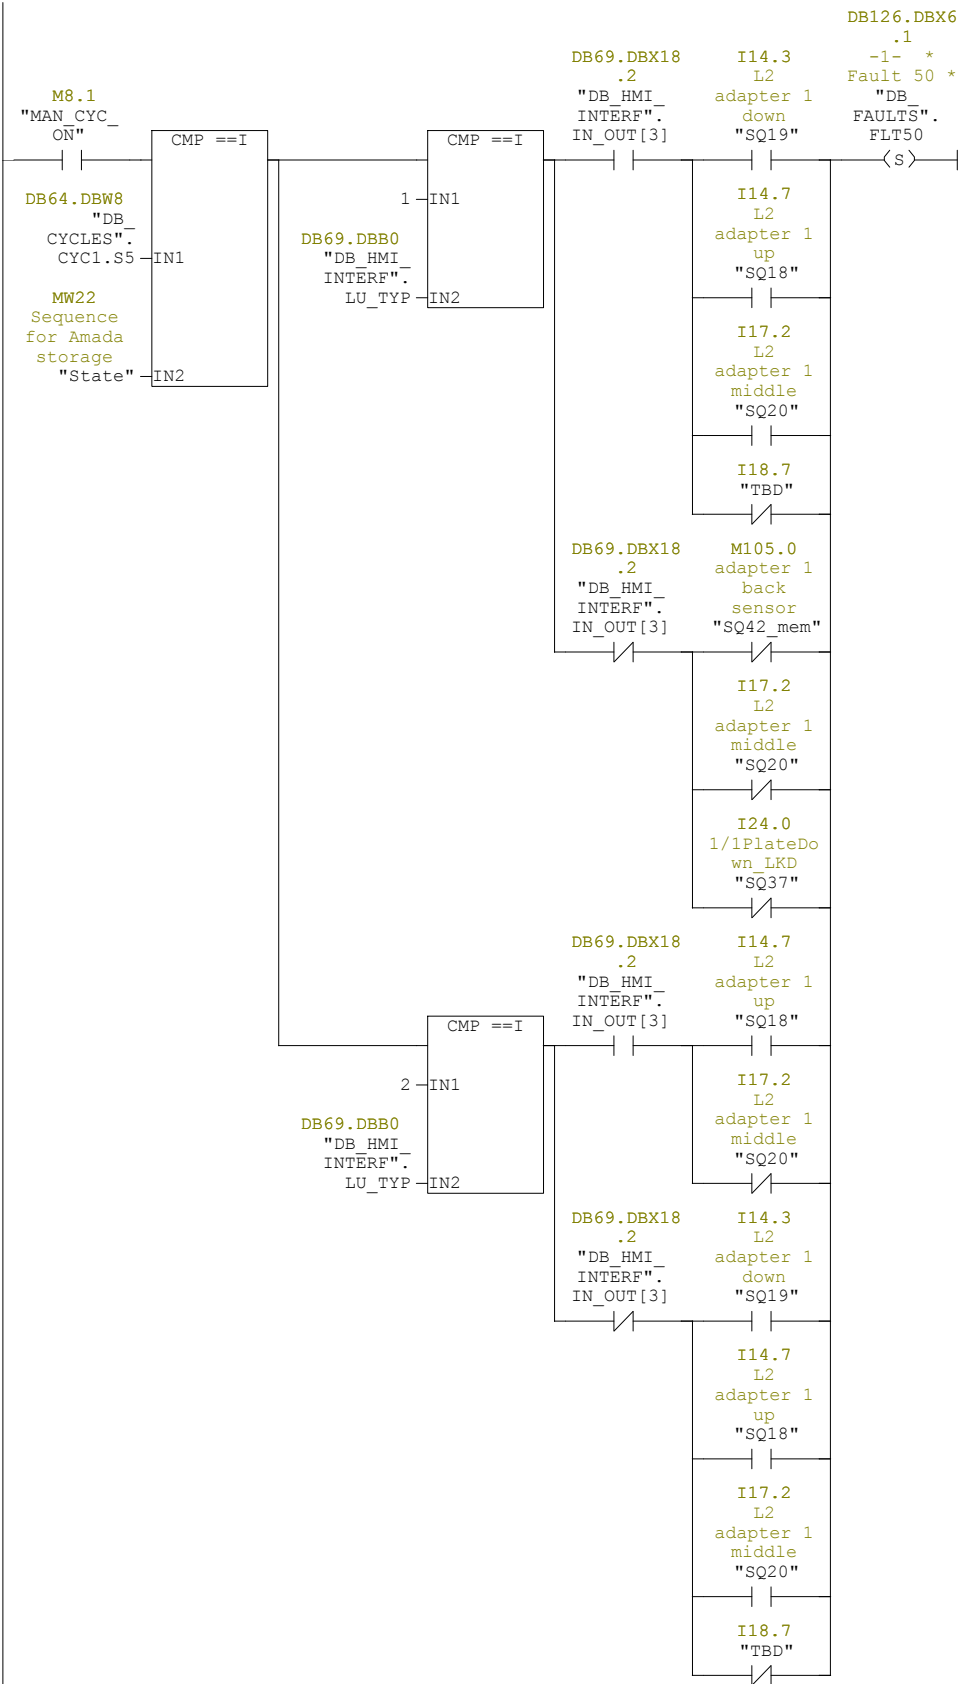 DB126.DBX6
.1
-1-  *
Fault 50 *
"DB_
FAULTS".
FLT50
(S)
DB69.DBX18
.2
"DB_HMI_
INTERF".
IN_OUT[3]
I14.3
L2
adapter 1
down
"SQ19"
M8.1
"MAN_CYC_
ON"
CMP ==I
CMP ==I
DB64.DBW8
"DB_
CYCLES".
CYC1.S5
IN1
MW22
Sequence
for Amada
storage
"State"
IN2
1
IN1
DB69.DBB0
"DB_HMI_
INTERF".
LU_TYP
IN2
I14.7
L2
adapter 1
up
"SQ18"
I17.2
L2
adapter 1
middle
"SQ20"
I18.7
"TBD"
DB69.DBX18
.2
"DB_HMI_
INTERF".
IN_OUT[3]
M105.0
adapter 1
back
sensor
"SQ42_mem"
I17.2
L2
adapter 1
middle
"SQ20"
I24.0
1/1PlateDo
wn_LKD
"SQ37"
DB69.DBX18
.2
"DB_HMI_
INTERF".
IN_OUT[3]
I14.7
L2
adapter 1
up
"SQ18"
CMP ==I
2
IN1
DB69.DBB0
"DB_HMI_
INTERF".
LU_TYP
IN2
I17.2
L2
adapter 1
middle
"SQ20"
DB69.DBX18
.2
"DB_HMI_
INTERF".
IN_OUT[3]
I14.3
L2
adapter 1
down
"SQ19"
I14.7
L2
adapter 1
up
"SQ18"
I17.2
L2
adapter 1
middle
"SQ20"
I18.7
"TBD"